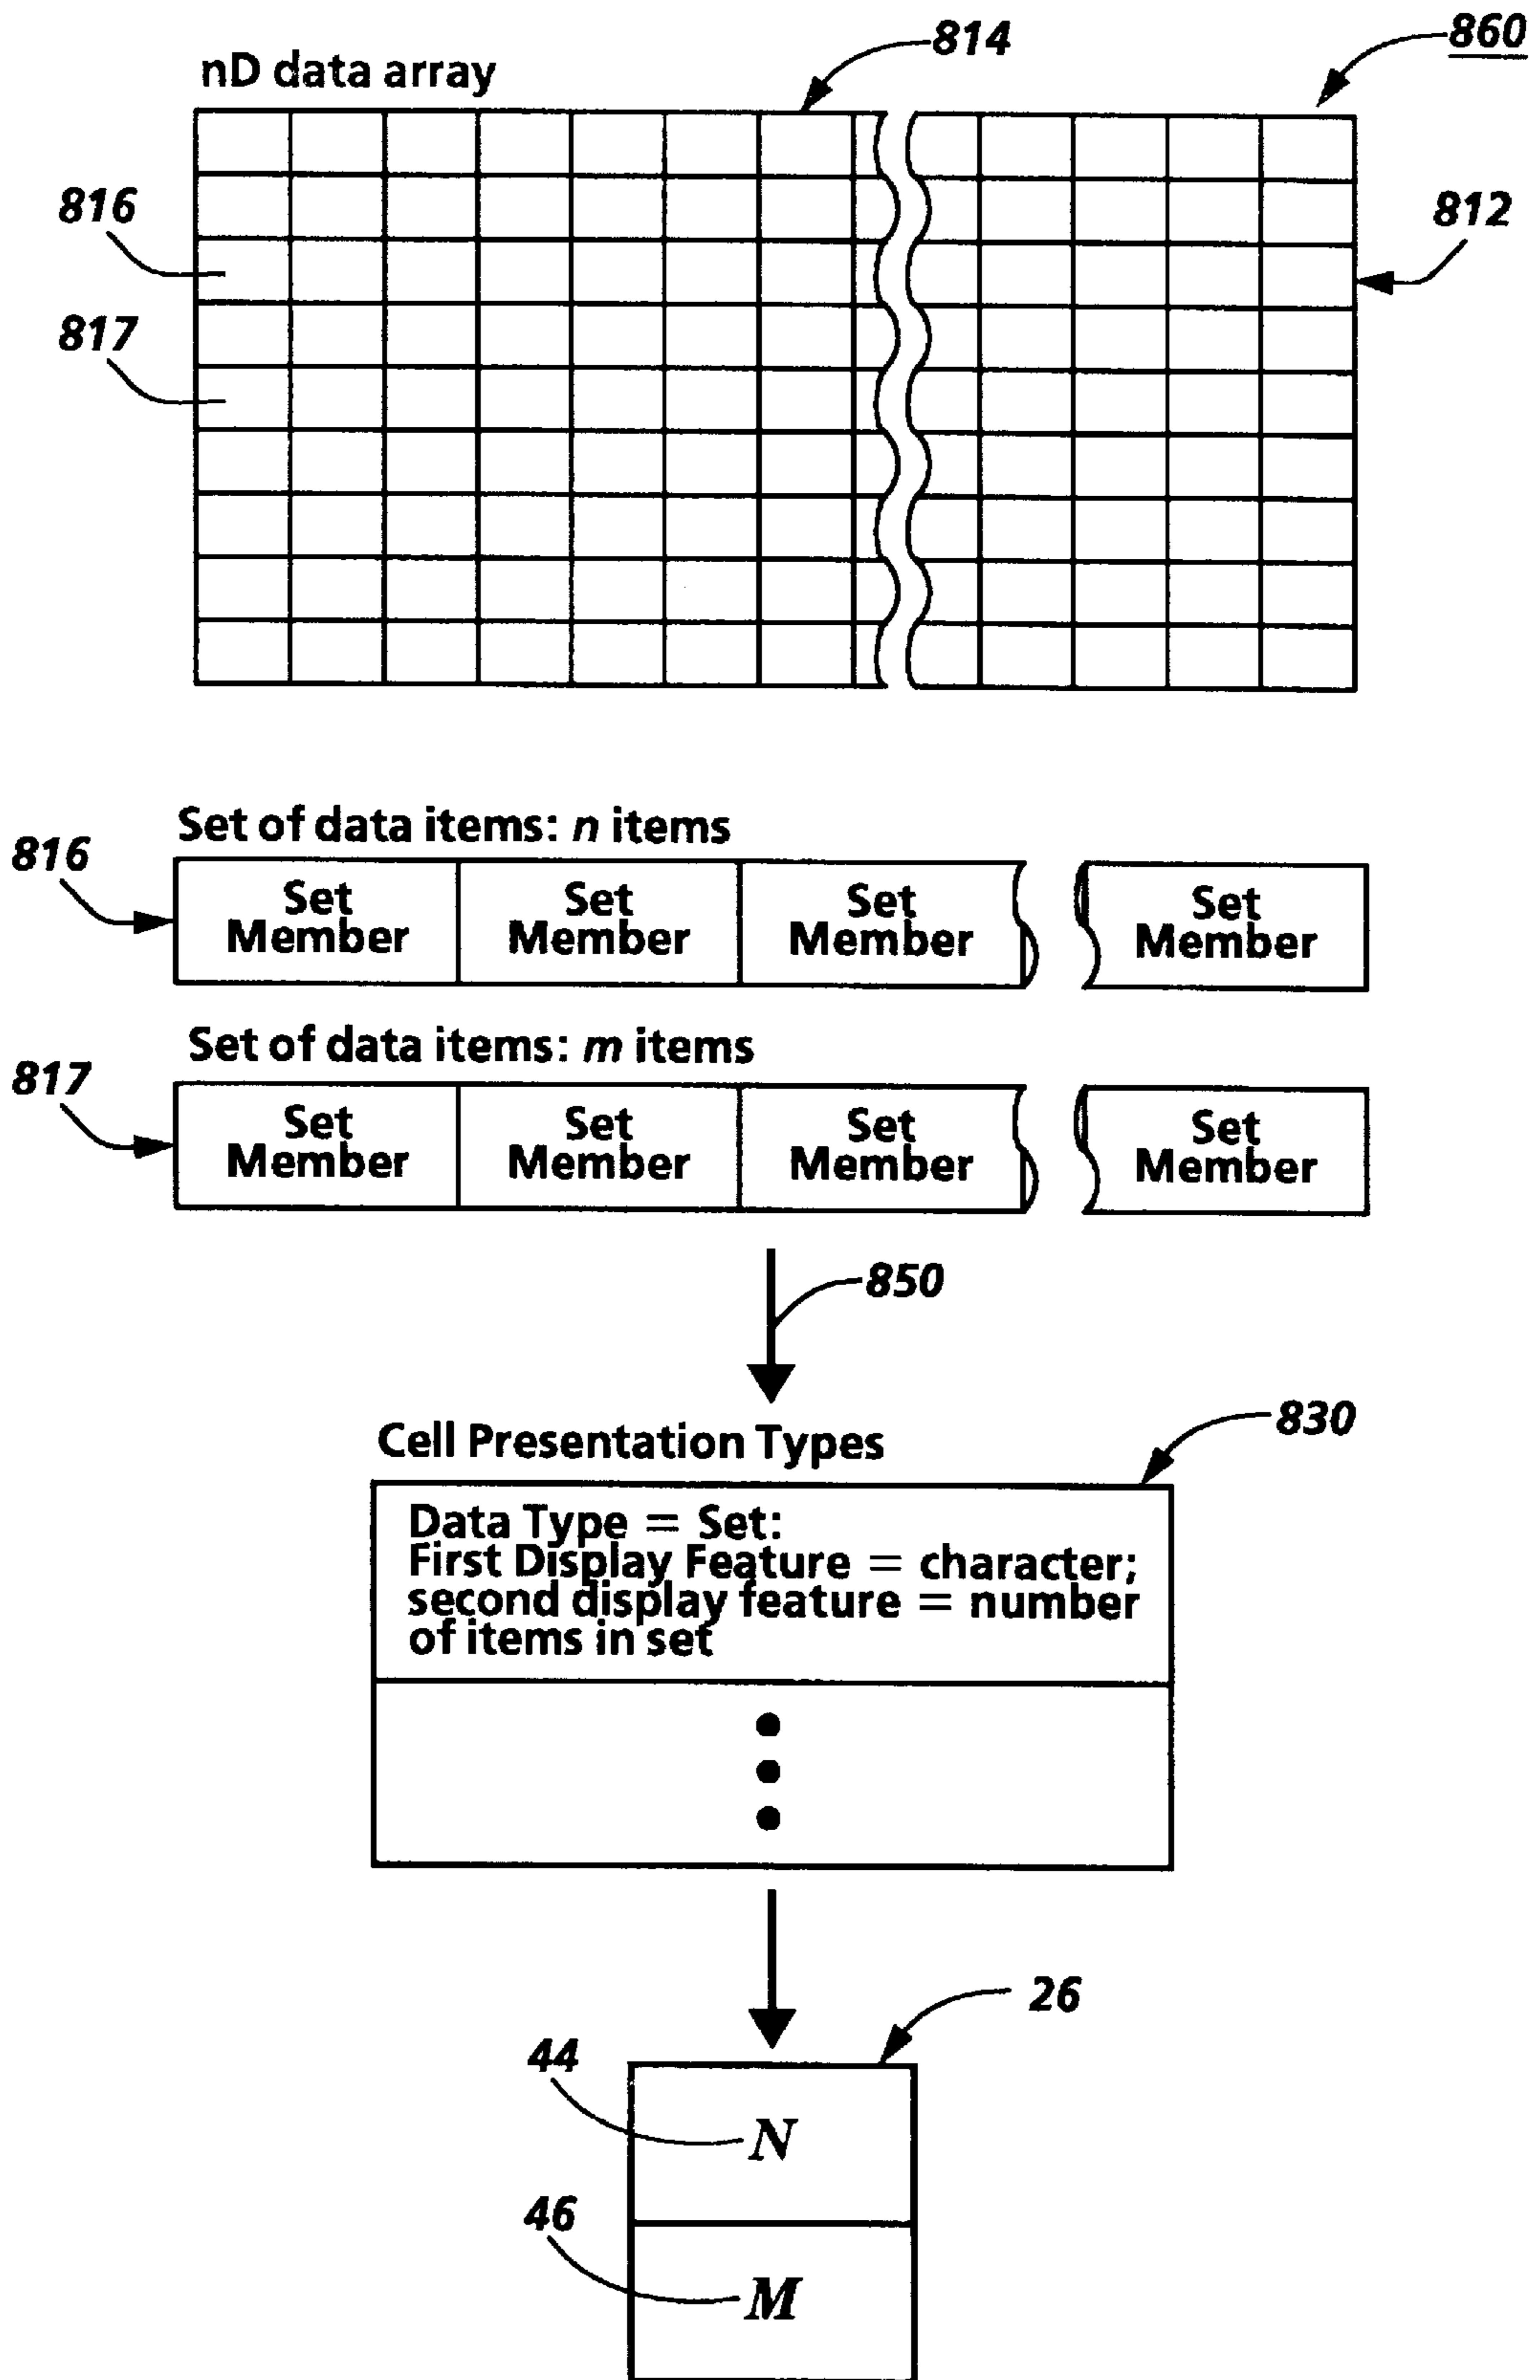 814
860
nD data array
816
812
817
Set of data items: n items
816
Set Member
Set Member
Set Member
Set Member
Set of data items: m items
817
Set Member
Set Member
Set Member
Set Member
850
Cell Presentation Types
830
Data Type = Set:
First Display Feature = character;
second display feature = number
of items in set
26
44
N
46
M